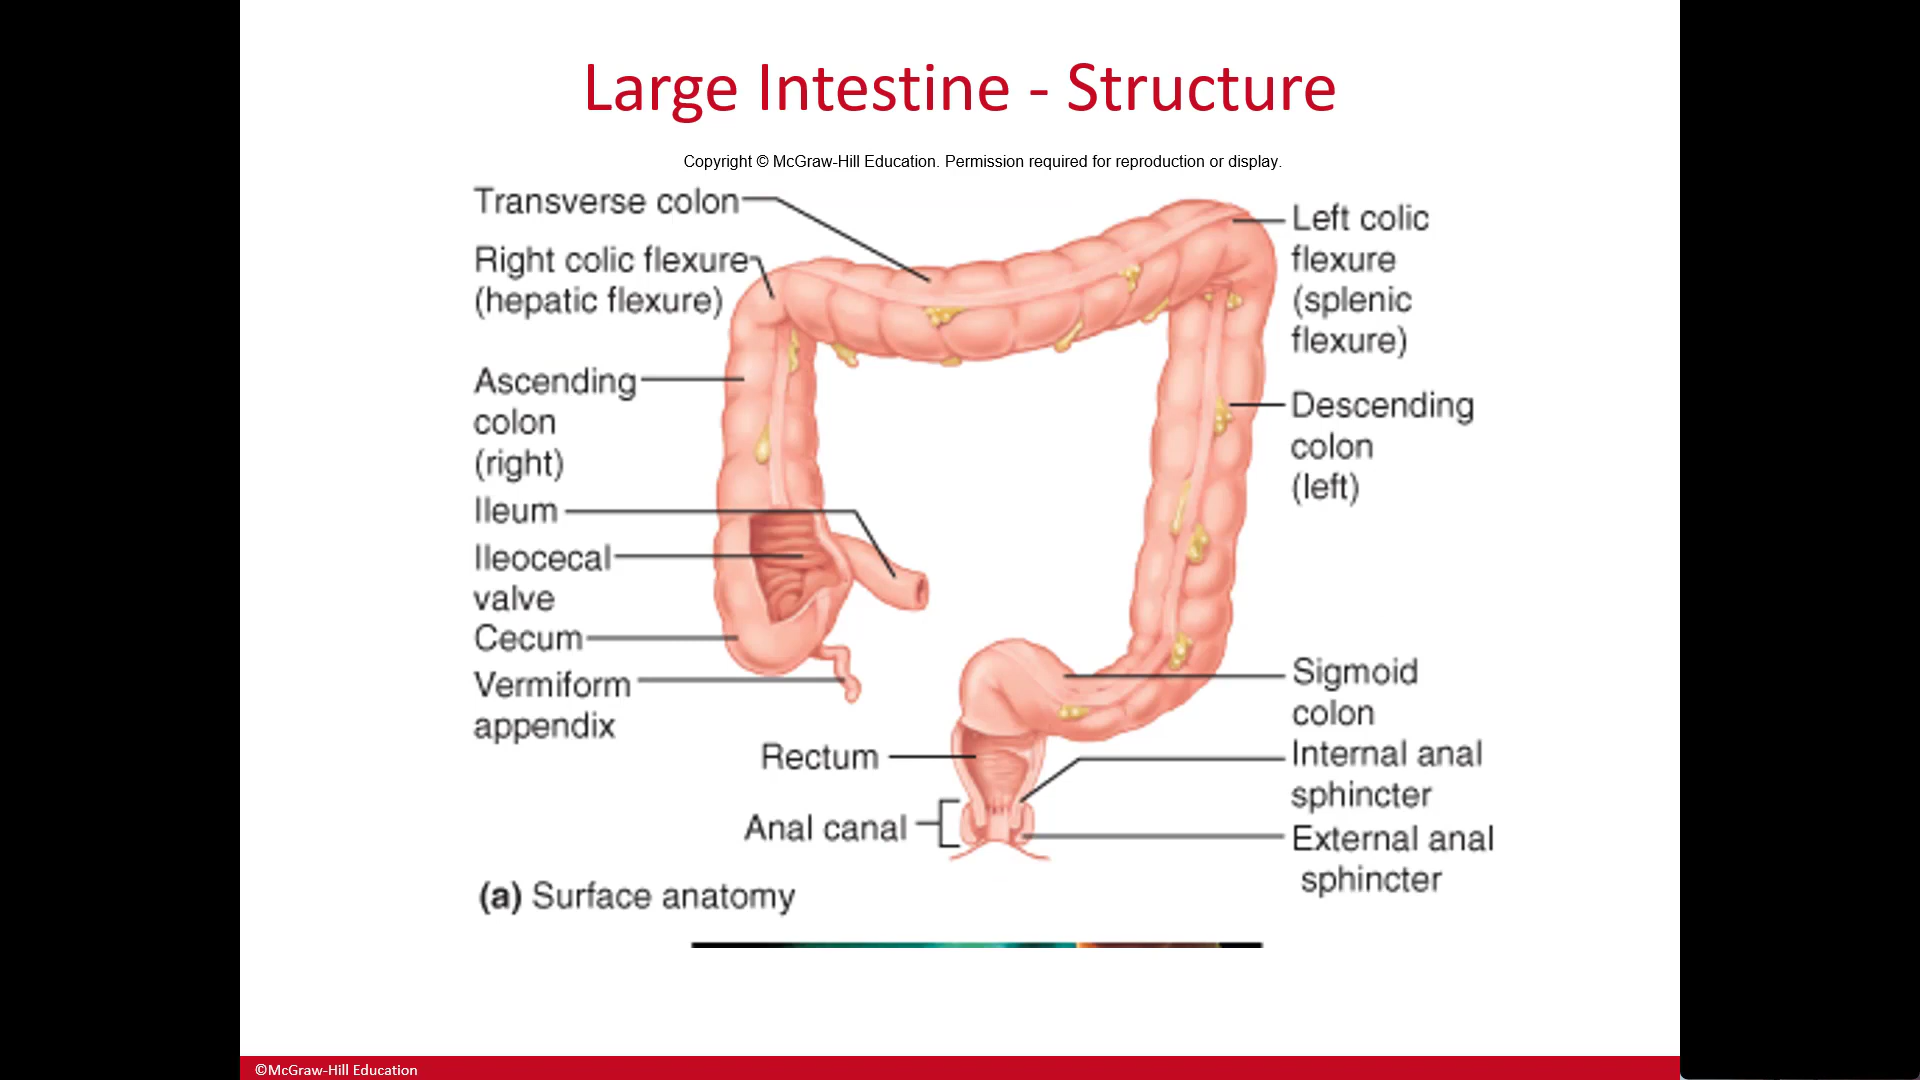 Large Intestine - Structure
Copyright © McGraw-Hill Education. Permission required for reproduction or display.
Transverse colon
Right colic flexure
(hepatic flexure)
Ascending
colon
(right)
Ileum
Ileocecal
valve
Cecum
Vermiform
appendix
Rectum
Anal canal
Left colic
flexure
(splenic
flexure)
Descending
colon
(left)
Sigmoid
colon
Internal anal
sphincter
External anal
sphincter
(a) Surface anatomy
©McGraw-Hill Education